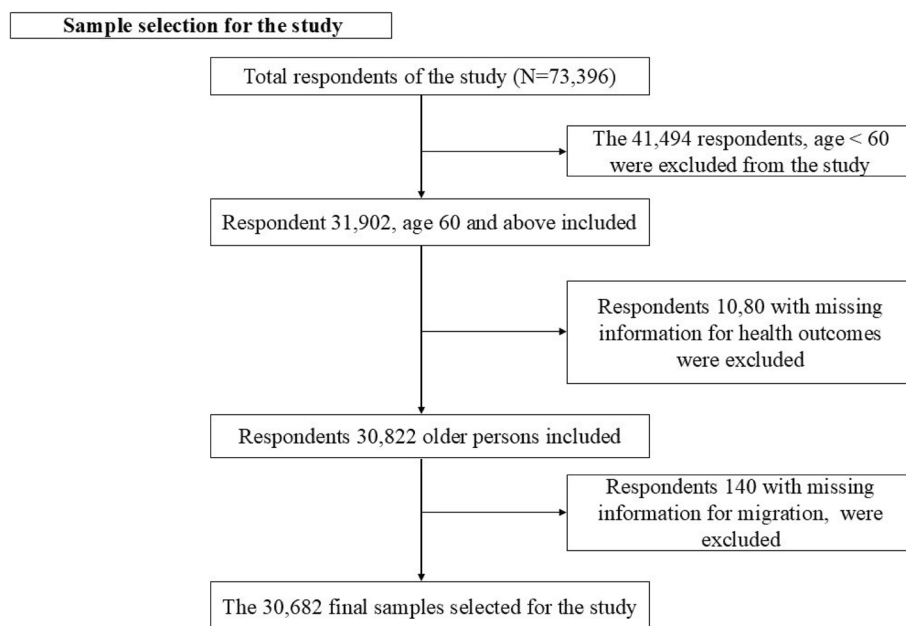 Sample selection for the study
Total respondents of the study (N=73,396)
The 41,494 respondents, age < 60
were excluded from the study
Respondent 31,902, age 60 and above included
Respondents 10,80 with missing
information for health outcomes
were excluded
Respondents 30,822 older persons included
Respondents 140 with missing
information for migration, were
excluded
The 30,682 final samples selected for the study